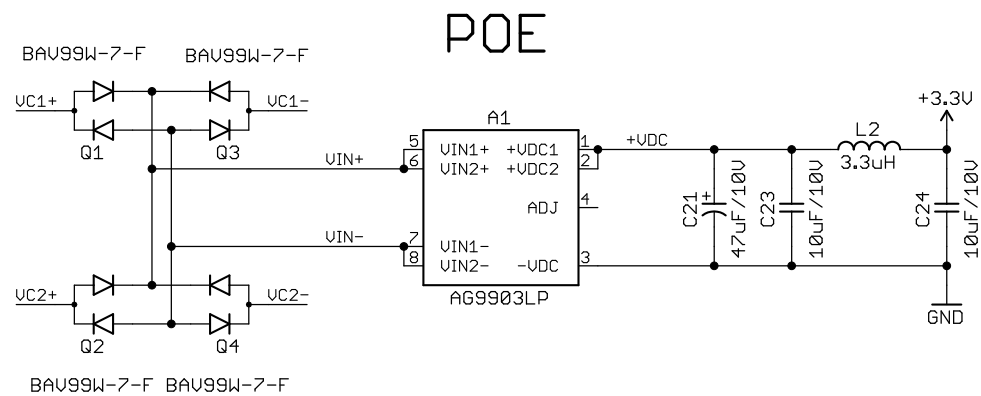 POE
BAV99W-7-F BAV99W-7-F
VC1+ VC1-
Q1 Q3
VIN+
VIN-
VC2+ VC2-
Q2 Q4
BAV99W-7-F BAV99W-7-F
A1
5 VIN1+ +VDC1 1
6 VIN2+ +VDC2 2
ADJ 4
7 VIN1-
8 VIN2- -VDC 3
AG9903LP
+VDC
C21
+
47uF/10V
C23
10uF/10V
L2
3.3uH
+3.3V
C24
10uF/10V
GND